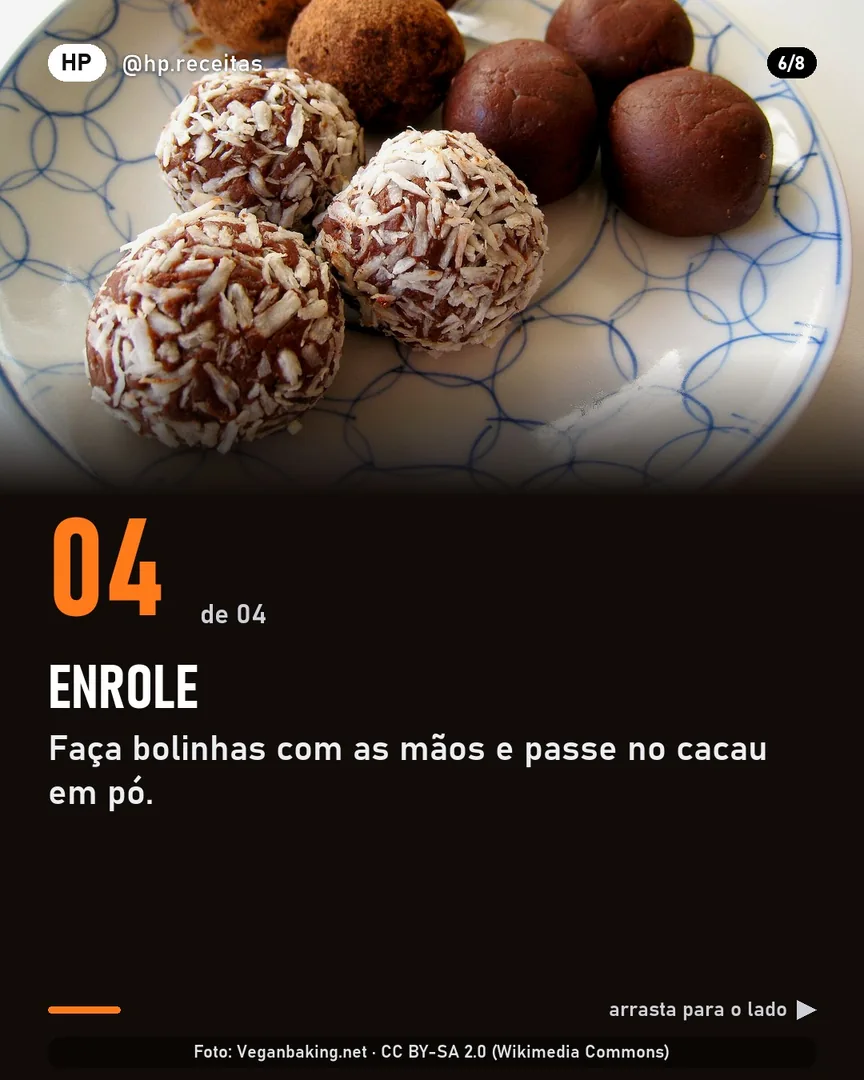 HP @hp.receitas 6/8
04 de 04
ENROLE
Faça bolinhas com as mãos e passe no cacau
em pó.
arrasta para o lado ▶
Foto: Veganbaking.net · CC BY-SA 2.0 (Wikimedia Commons)